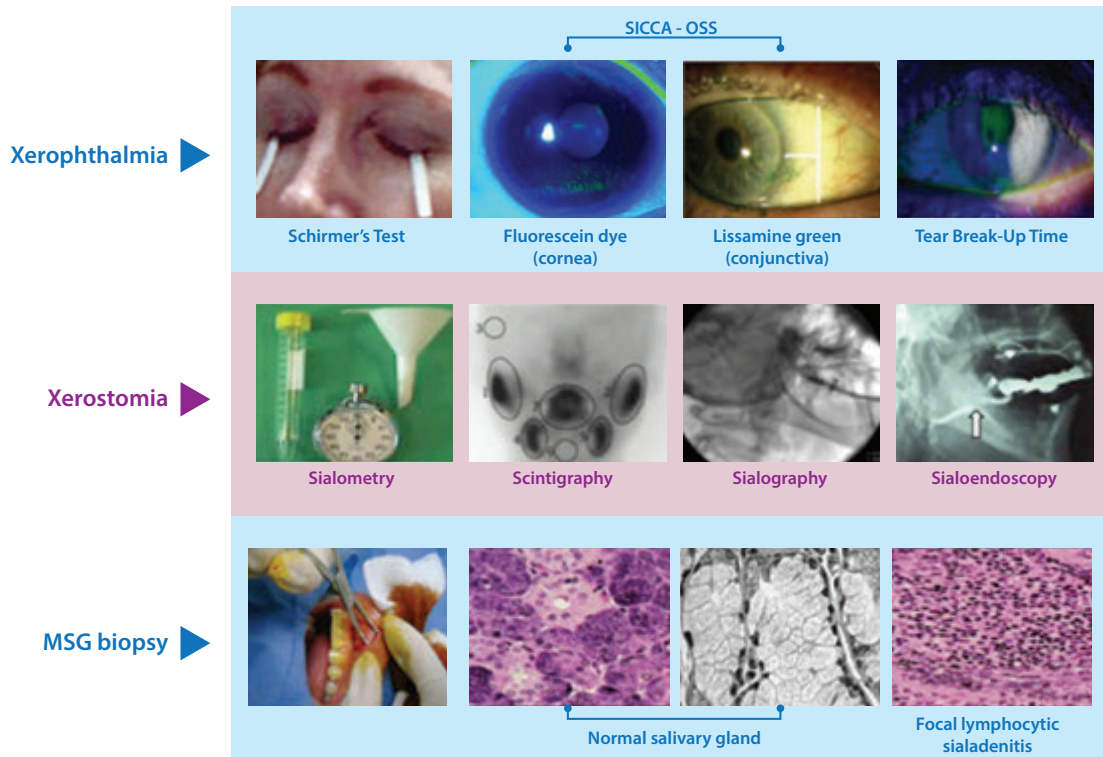 SICCA - OSS
Xerophthalmia
Schirmer's Test
Fluorescein dye
(cornea)
Lissamine green
(conjunctiva)
Tear Break-Up Time
Xerostomia
Sialometry
Scintigraphy
Sialography
Sialoendoscopy
MSG biopsy
Normal salivary gland
Focal lymphocytic
sialadenitis